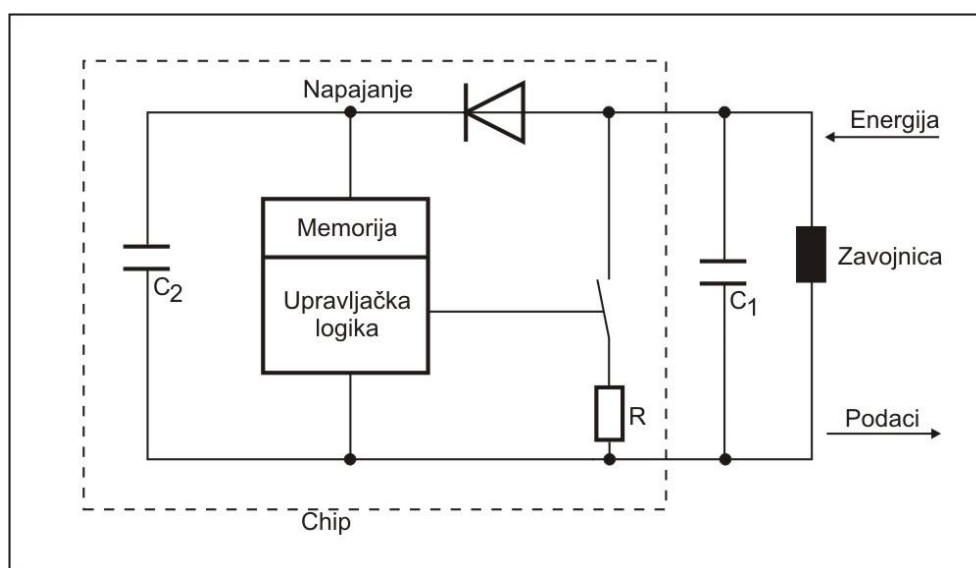 Napajanje
Energija
Memorija
Zavojnica
C2
Upravljačka
logika
C1
R
Podaci
Chip